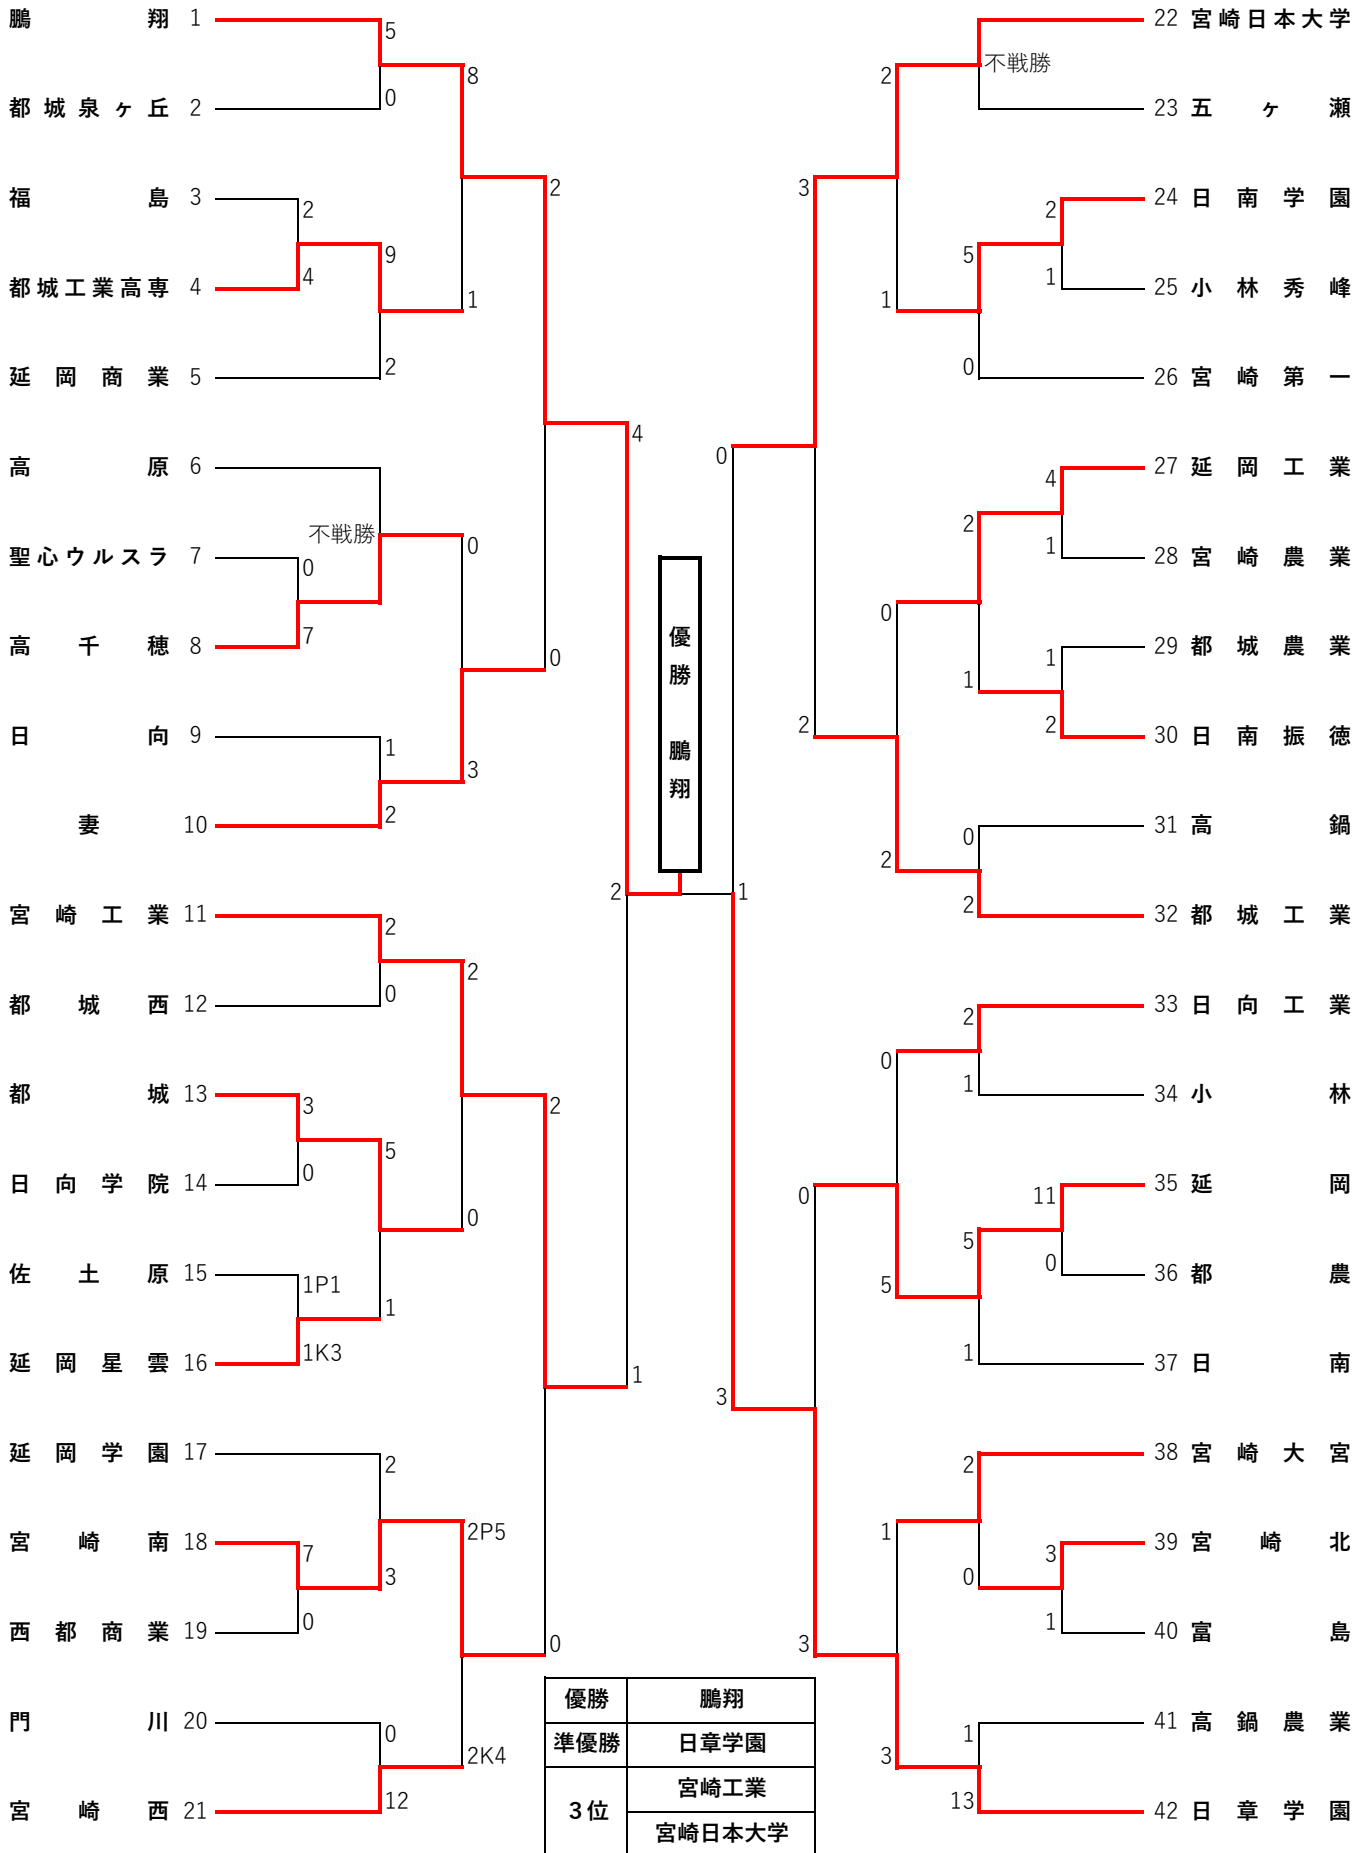 鵬翔 1
都城泉ヶ丘 2
福島 3
都城工業高専 4
延岡商業 5
高原 6
聖心ウルスラ 7
高千穂 8
日向 9
妻 10
宮崎工業 11
都城西 12
都城 13
日向学院 14
佐土原 15
延岡星雲 16
延岡学園 17
宮崎南 18
西都商業 19
門川 20
宮崎西 21
5
0
8
2
4
9
2
1
2
不戦勝
0
7
0
1
2
3
0
4
2
0
2
3
0
5
1P1
1K3
1
0
2
2
7
0
3
2P5
0
12
2K4
0
1
2
優勝 鵬翔
1
0
3
2
不戦勝
2
1
5
0
1
4
1
2
1
2
1
0
0
2
2
2
2
1
0
11
0
5
1
5
0
2
3
1
0
1
1
13
3
3
3
22 宮崎日本大学
23 五ヶ瀬
24 日南学園
25 小林秀峰
26 宮崎第一
27 延岡工業
28 宮崎農業
29 都城農業
30 日南振徳
31 高鍋
32 都城工業
33 日向工業
34 小林
35 延岡
36 都農
37 日南
38 宮崎大宮
39 宮崎北
40 富島
41 高鍋農業
42 日章学園
優勝 鵬翔
準優勝 日章学園
３位 宮崎工業
宮崎日本大学